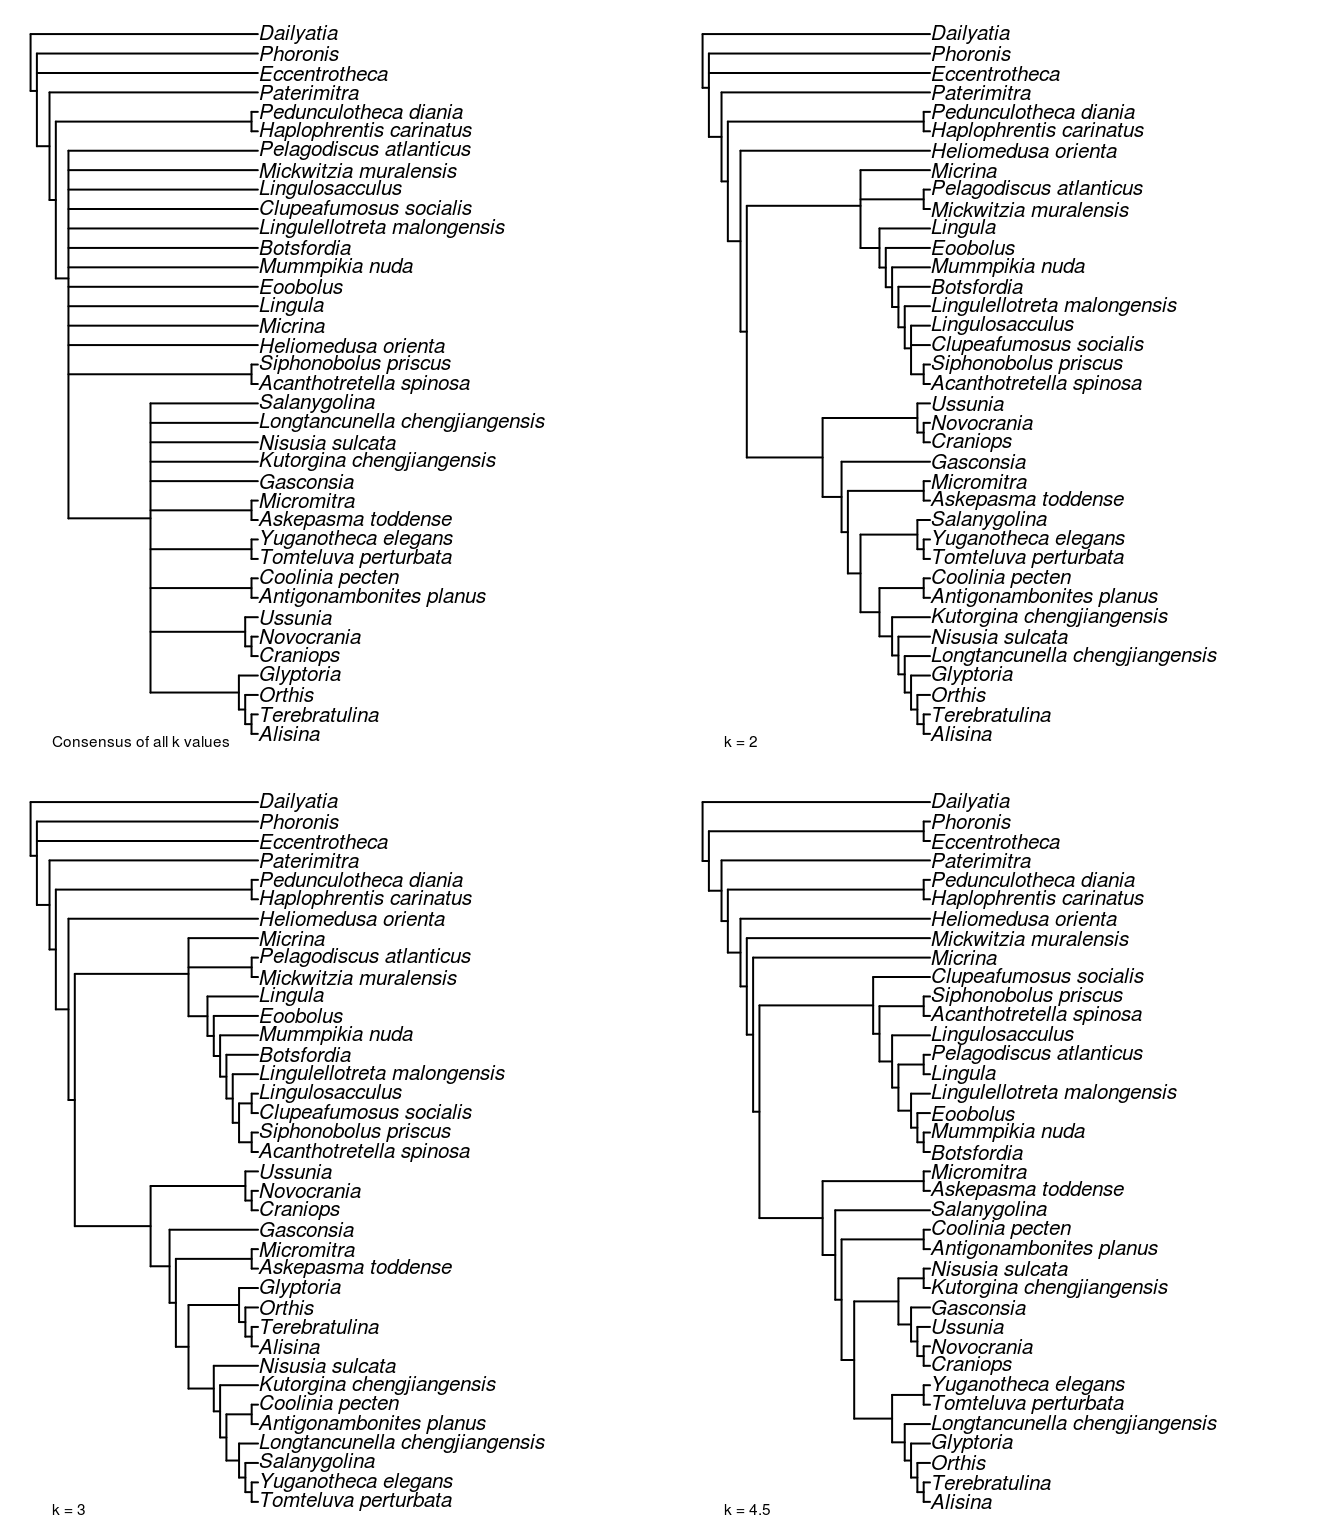 Dailyatia
Phoronis
Eccentrotheca
Paterimitra
Pedunculotheca diania
Haplophrentis carinatus
Pelagodiscus atlanticus
Mickwitzia muralensis
Lingulosacculus
Clupeafumosus socialis
Lingulellotreta malongensis
Botsfordia
Mummpikia nuda
Eoobolus
Lingula
Micrina
Heliomedusa orienta
Siphonobolus priscus
Acanthotretella spinosa
Salanygolina
Longtancunella chengjiangensis
Nisusia sulcata
Kutorgina chengjiangensis
Gasconsia
Micromitra
Askepasma toddense
Yuganotheca elegans
Tomteluva perturbata
Coolinia pecten
Antigonambonites planus
Ussunia
Novocrania
Craniops
Glyptoria
Orthis
Terebratulina
Alisina
Consensus of all k values
Dailyatia
Phoronis
Eccentrotheca
Paterimitra
Pedunculotheca diania
Haplophrentis carinatus
Heliomedusa orienta
Micrina
Pelagodiscus atlanticus
Mickwitzia muralensis
Lingula
Eoobolus
Mummpikia nuda
Botsfordia
Lingulellotreta malongensis
Lingulosacculus
Clupeafumosus socialis
Siphonobolus priscus
Acanthotretella spinosa
Ussunia
Novocrania
Craniops
Gasconsia
Micromitra
Askepasma toddense
Salanygolina
Yuganotheca elegans
Tomteluva perturbata
Coolinia pecten
Antigonambonites planus
Kutorgina chengjiangensis
Nisusia sulcata
Longtancunella chengjiangensis
Glyptoria
Orthis
Terebratulina
Alisina
k = 2
Dailyatia
Phoronis
Eccentrotheca
Paterimitra
Pedunculotheca diania
Haplophrentis carinatus
Heliomedusa orienta
Micrina
Pelagodiscus atlanticus
Mickwitzia muralensis
Lingula
Eoobolus
Mummpikia nuda
Botsfordia
Lingulellotreta malongensis
Lingulosacculus
Clupeafumosus socialis
Siphonobolus priscus
Acanthotretella spinosa
Ussunia
Novocrania
Craniops
Gasconsia
Micromitra
Askepasma toddense
Glyptoria
Orthis
Terebratulina
Alisina
Nisusia sulcata
Kutorgina chengjiangensis
Coolinia pecten
Antigonambonites planus
Longtancunella chengjiangensis
Salanygolina
Yuganotheca elegans
Tomteluva perturbata
k = 3
Dailyatia
Phoronis
Eccentrotheca
Paterimitra
Pedunculotheca diania
Haplophrentis carinatus
Heliomedusa orienta
Mickwitzia muralensis
Micrina
Clupeafumosus socialis
Siphonobolus priscus
Acanthotretella spinosa
Lingulosacculus
Pelagodiscus atlanticus
Lingula
Lingulellotreta malongensis
Eoobolus
Mummpikia nuda
Botsfordia
Micromitra
Askepasma toddense
Salanygolina
Coolinia pecten
Antigonambonites planus
Nisusia sulcata
Kutorgina chengjiangensis
Gasconsia
Ussunia
Novocrania
Craniops
Yuganotheca elegans
Tomteluva perturbata
Longtancunella chengjiangensis
Glyptoria
Orthis
Terebratulina
Alisina
k = 4.5